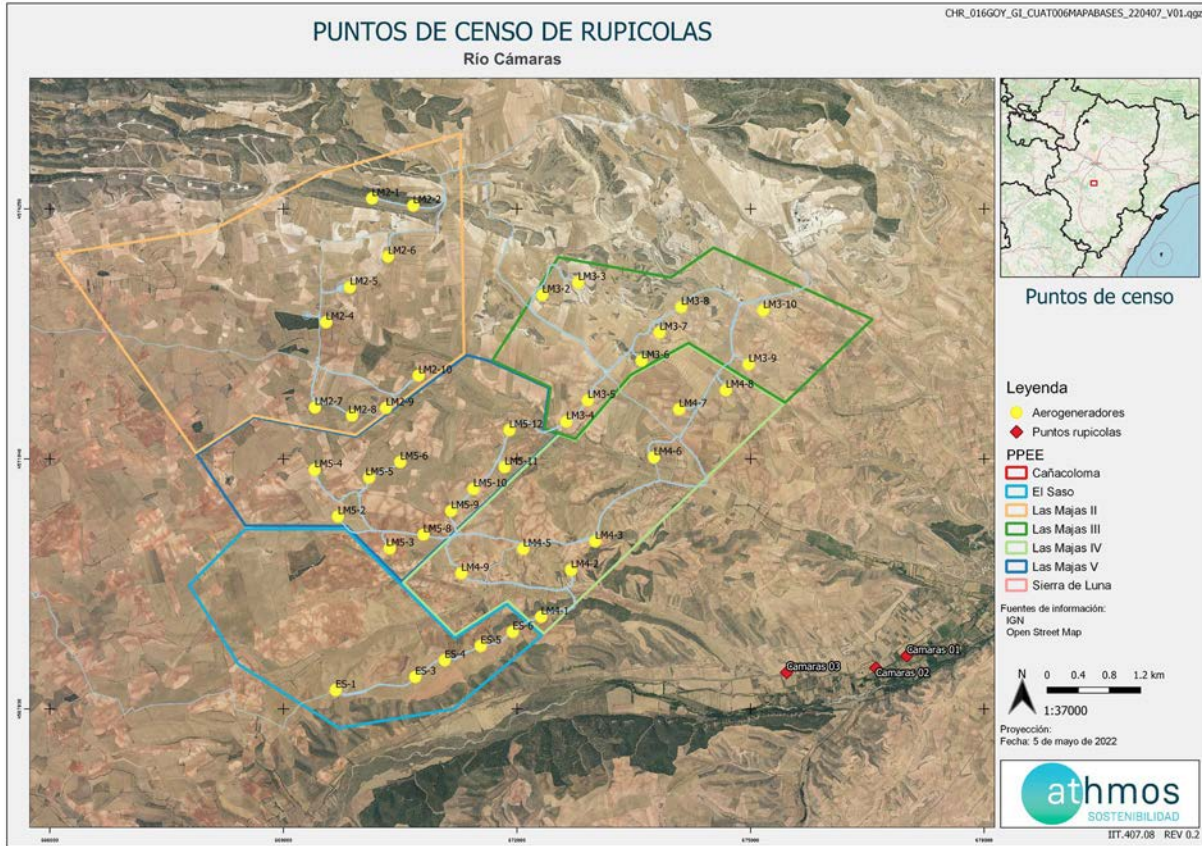 CHR_016GOY_GI_CUAT006MAPABASES_220407_V01.qgz
PUNTOS DE CENSO DE RUPICOLAS
Río Cámaras
LM2-1
LM2-2
LM2-6
LM2-5
LM2-4
LM2-10
LM2-7
LM2-8
LM2-9
LM3-3
LM3-2
LM3-8
LM3-10
LM3-7
LM3-6
LM3-9
LM4-8
LM3-5
LM4-7
LM3-4
LM5-12
LM4-6
LM5-6
LM5-4
LM5-5
LM5-11
LM5-10
LM5-9
LM5-2
LM5-8
LM5-3
LM4-5
LM4-3
LM4-9
LM4-2
LM4-1
ES-6
ES-5
ES-4
ES-3
ES-1
Camaras 01
Camaras 02
Camaras 03
669000
672000
675000
678000
Puntos de censo
Leyenda
Aerogeneradores
Puntos rupicolas
PPEE
Cañacoloma
El Saso
Las Majas II
Las Majas III
Las Majas IV
Las Majas V
Sierra de Luna
Fuentes de información:
IGN
Open Street Map
N
0 0.4 0.8 1.2 km
1:37000
Proyección:
Fecha: 5 de mayo de 2022
athmos
SOSTENIBILIDAD
IIT.407.08 REV 0.2